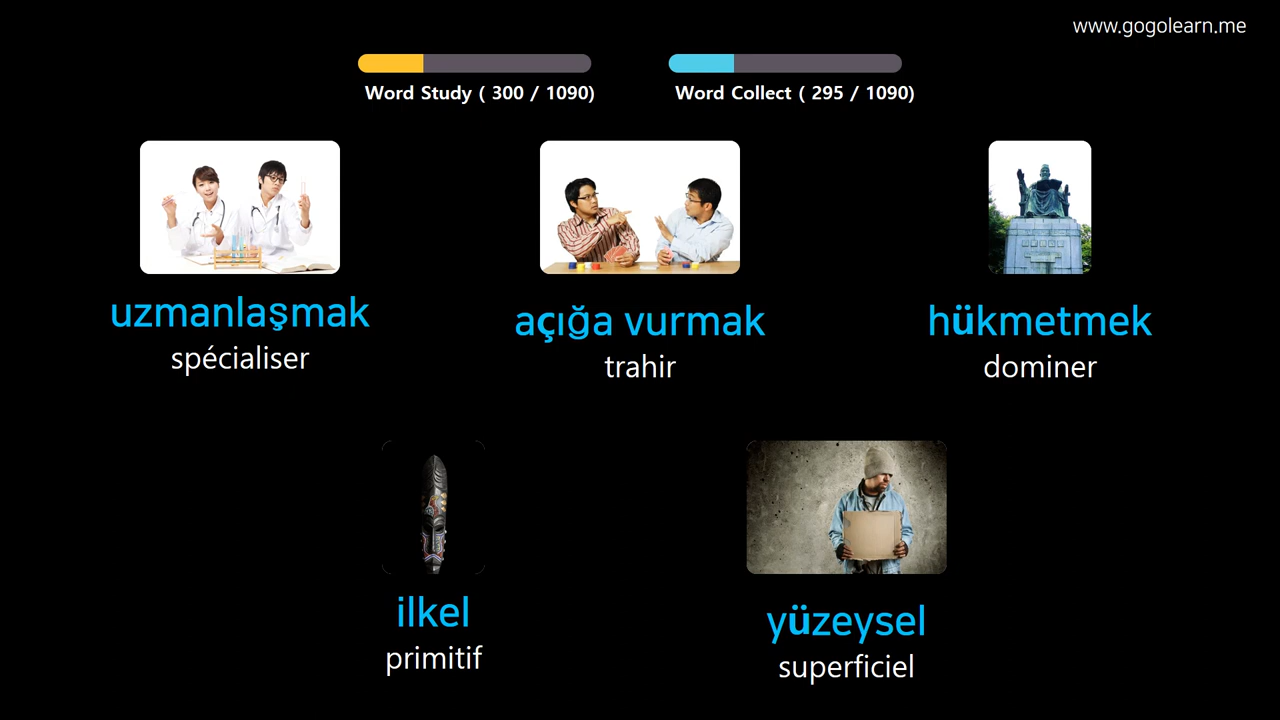 www.gogolearn.me
Word Study ( 300 / 1090)
Word Collect ( 295 / 1090)
uzmanlaşmak
spécialiser
açığa vurmak
trahir
hükmetmek
dominer
ilkel
primitif
yüzeysel
superficiel